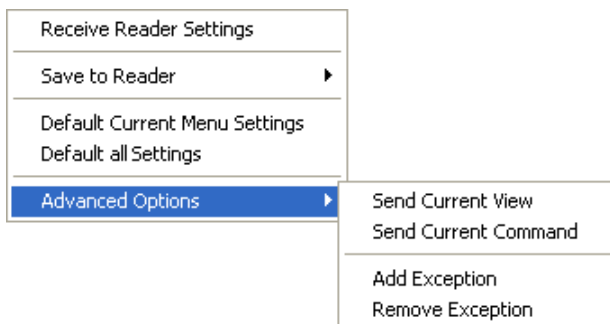 Receive Reader Settings
Save to Reader
Default Current Menu Settings
Default all Settings
Advanced Options
Send Current View
Send Current Command
Add Exception
Remove Exception